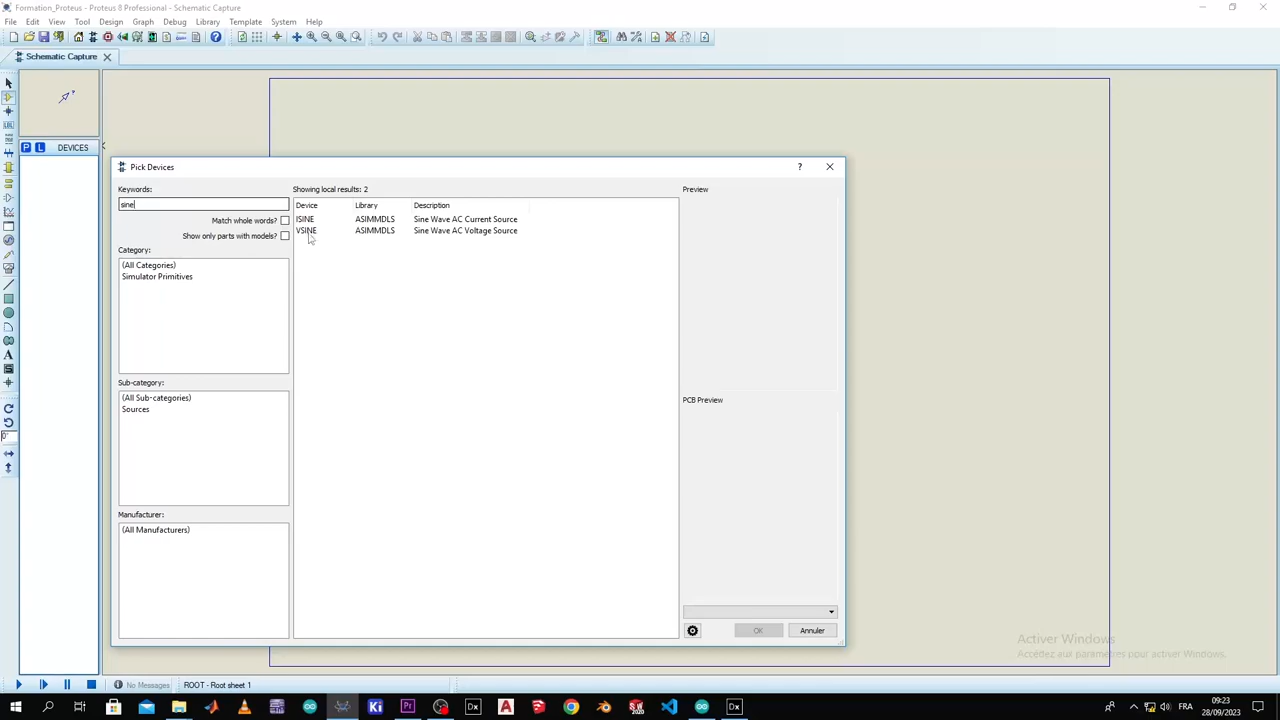 Formation_Proteus - Proteus 8 Professional - Schematic Capture
File Edit View Tool Design Graph Debug Library Template System Help
Schematic Capture
P L DEVICES
Pick Devices
Keywords:
sine
Match whole words?
Show only parts with models?
Category:
(All Categories)
Simulator Primitives
Sub-category:
(All Sub-categories)
Sources
Manufacturer:
(All Manufacturers)
Showing local results: 2
Device Library Description
ISINE ASIMMDLS Sine Wave AC Current Source
VSINE ASIMMDLS Sine Wave AC Voltage Source
Preview
PCB Preview
OK Annuler
Activer Windows
Accédez aux paramètres pour activer Windows.
No Messages ROOT - Root sheet 1
FRA
09:23
28/09/2023